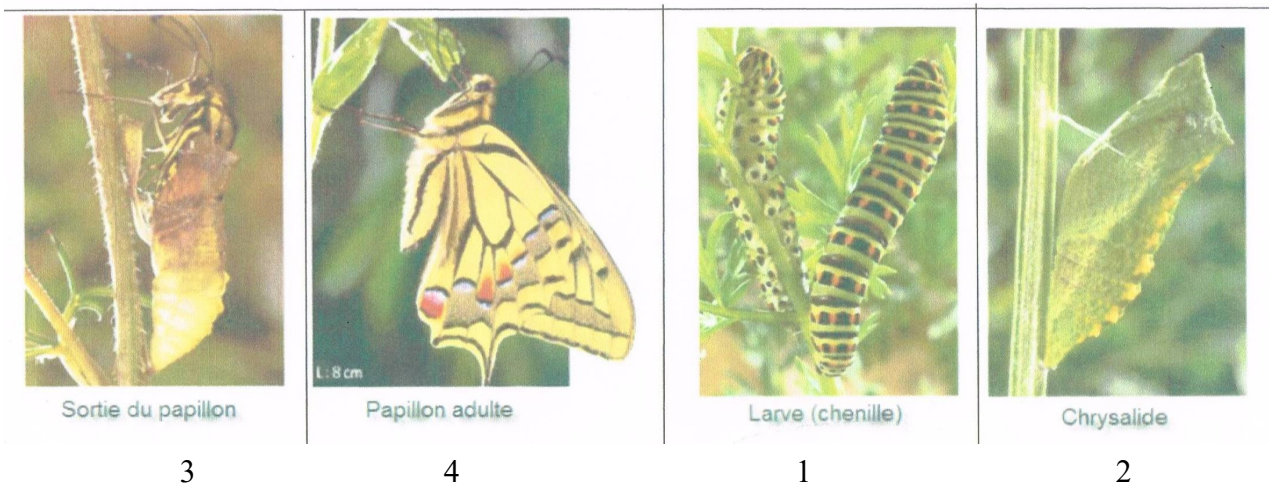 L: 8 cm
Sortie du papillon
Papillon adulte
Larve (chenille)
Chrysalide
3
4
1
2